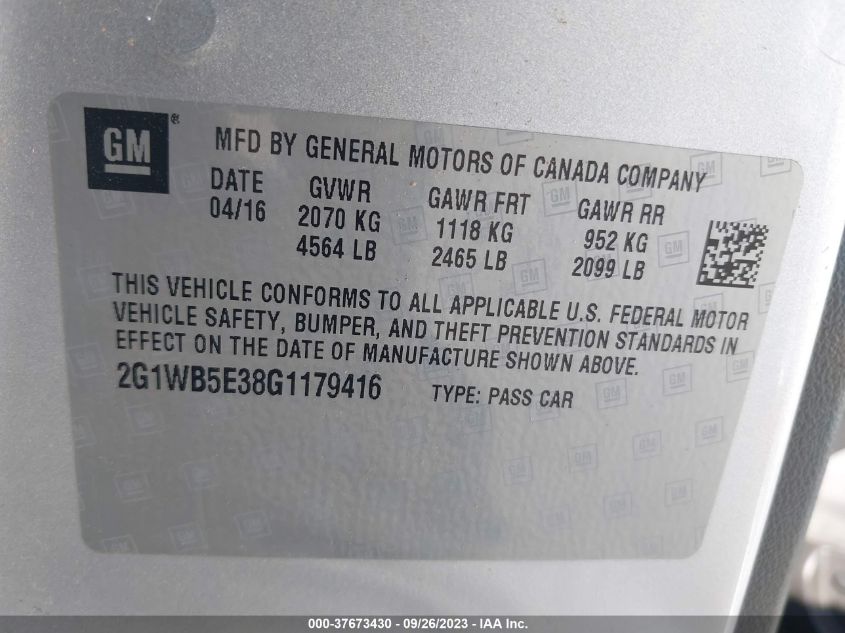 GM ®
MFD BY GENERAL MOTORS OF CANADA COMPANY
DATE GVWR GAWR FRT GAWR RR
04/16 2070 KG 1118 KG 952 KG
4564 LB 2465 LB 2099 LB
THIS VEHICLE CONFORMS TO ALL APPLICABLE U.S. FEDERAL MOTOR
VEHICLE SAFETY, BUMPER, AND THEFT PREVENTION STANDARDS IN
EFFECT ON THE DATE OF MANUFACTURE SHOWN ABOVE.
2G1WB5E38G1179416 TYPE: PASS CAR
000-37673430 - 09/26/2023 - IAA Inc.